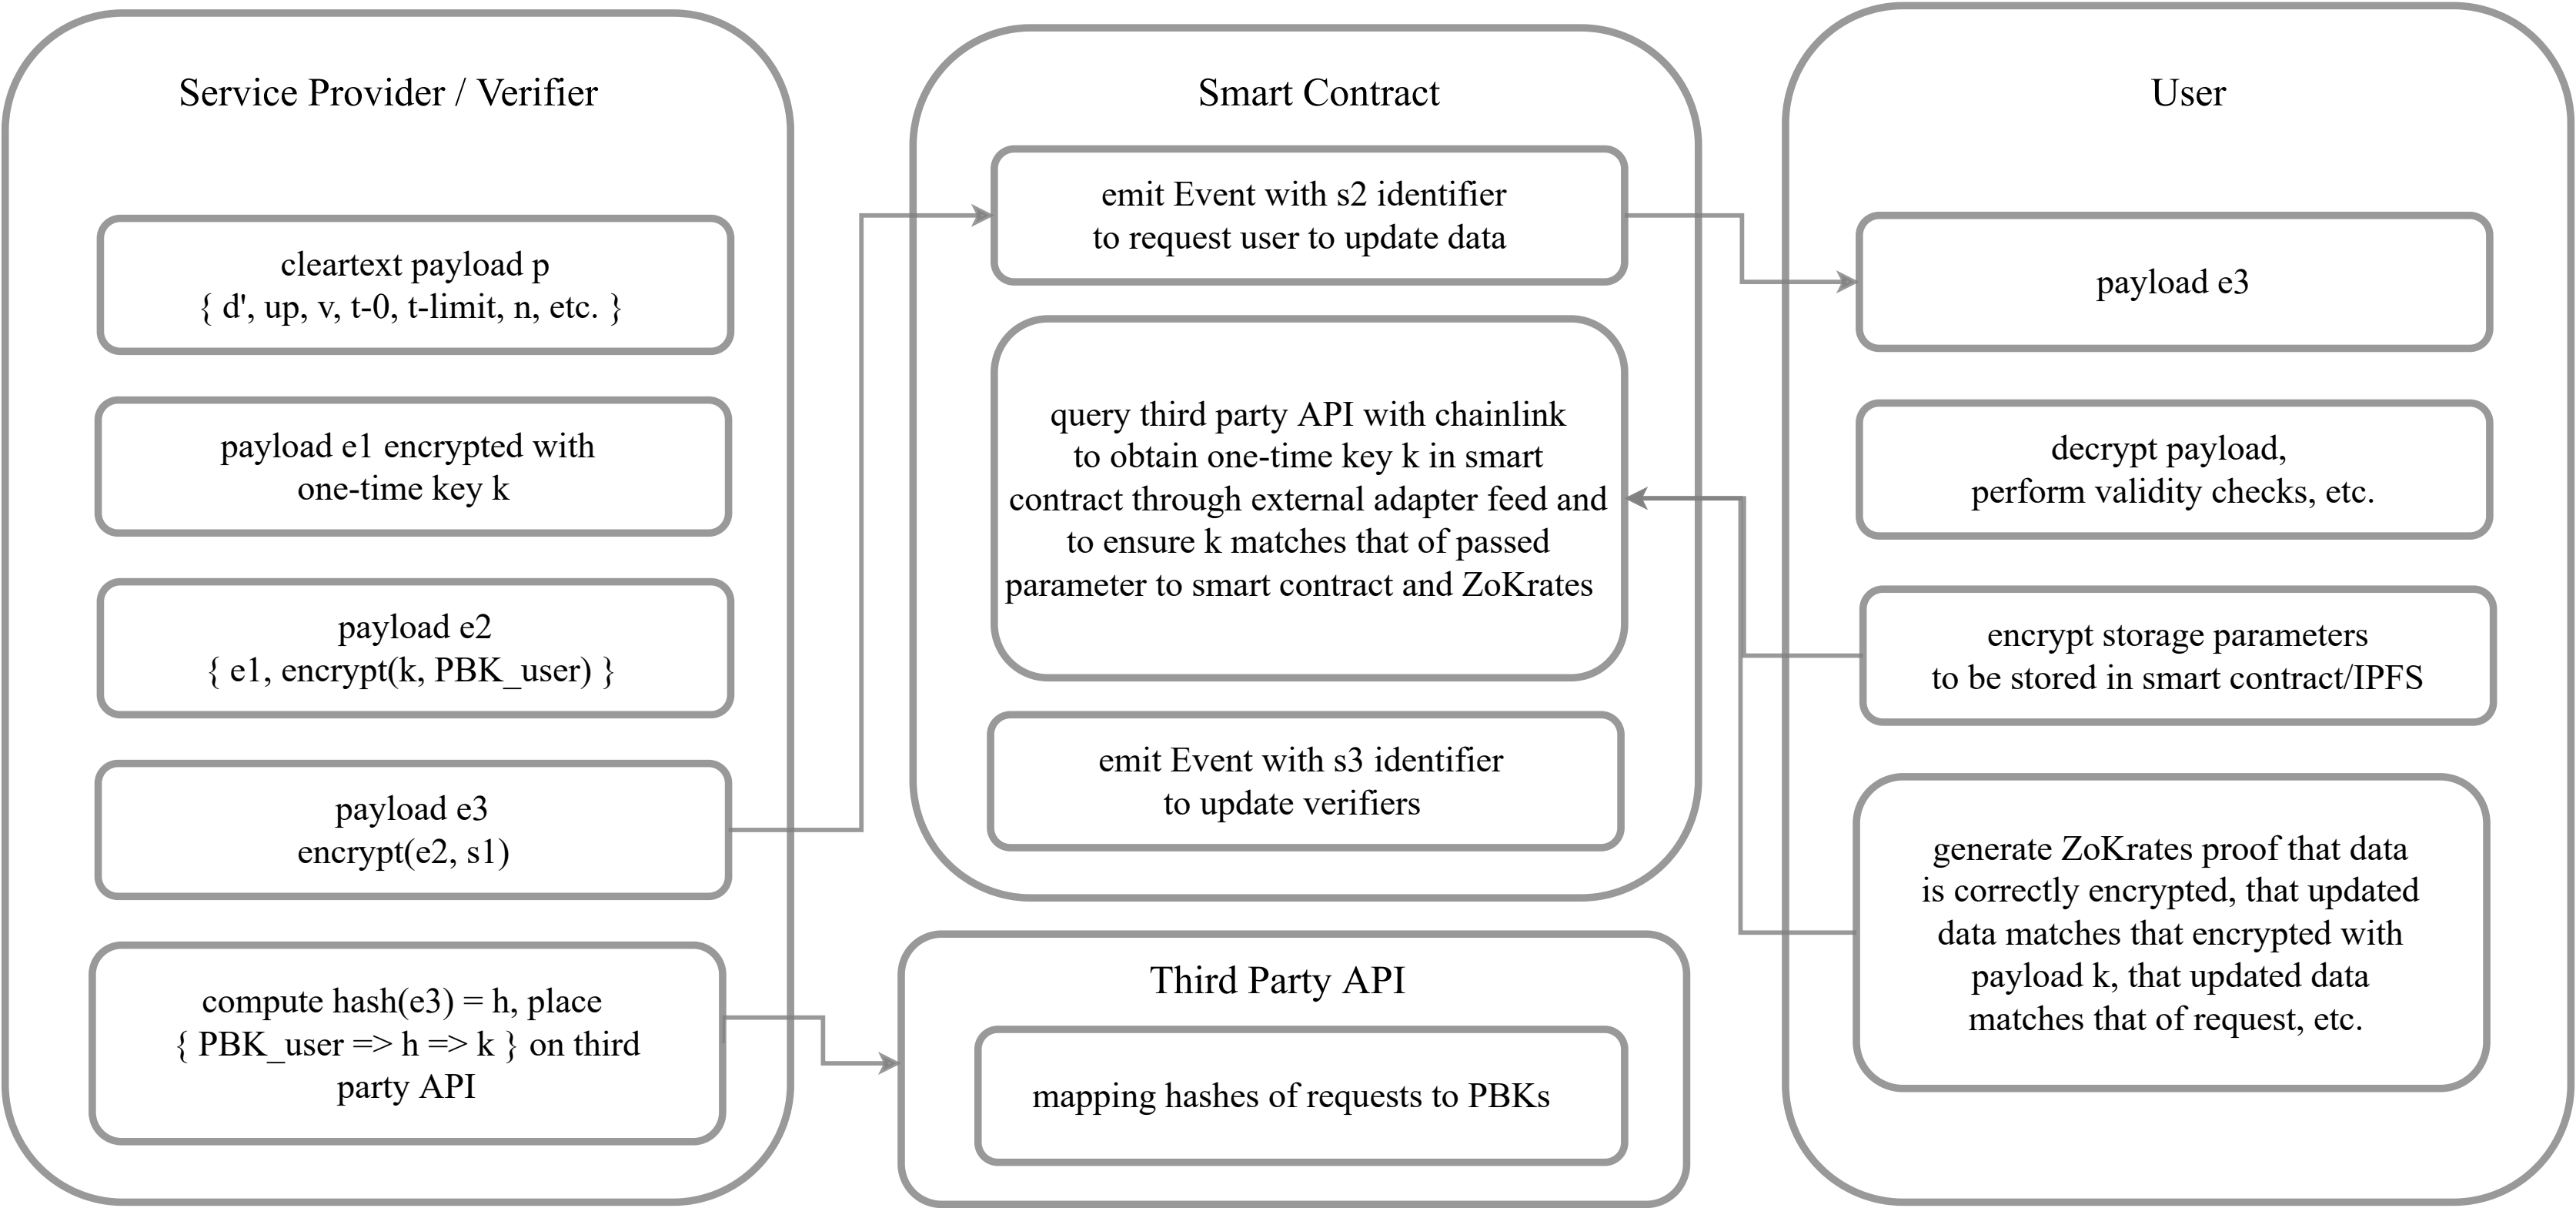 Service Provider / Verifier
cleartext payload p
{ d', up, v, t-0, t-limit, n, etc. }
payload e1 encrypted with
one-time key k
payload e2
{ e1, encrypt(k, PBK_user) }
payload e3
encrypt(e2, s1)
compute hash(e3) = h, place
{ PBK_user => h => k } on third
party API
Smart Contract
emit Event with s2 identifier
to request user to update data
query third party API with chainlink
to obtain one-time key k in smart
contract through external adapter feed and
to ensure k matches that of passed
parameter to smart contract and ZoKrates
emit Event with s3 identifier
to update verifiers
Third Party API
mapping hashes of requests to PBKs
User
payload e3
decrypt payload,
perform validity checks, etc.
encrypt storage parameters
to be stored in smart contract/IPFS
generate ZoKrates proof that data
is correctly encrypted, that updated
data matches that encrypted with
payload k, that updated data
matches that of request, etc.